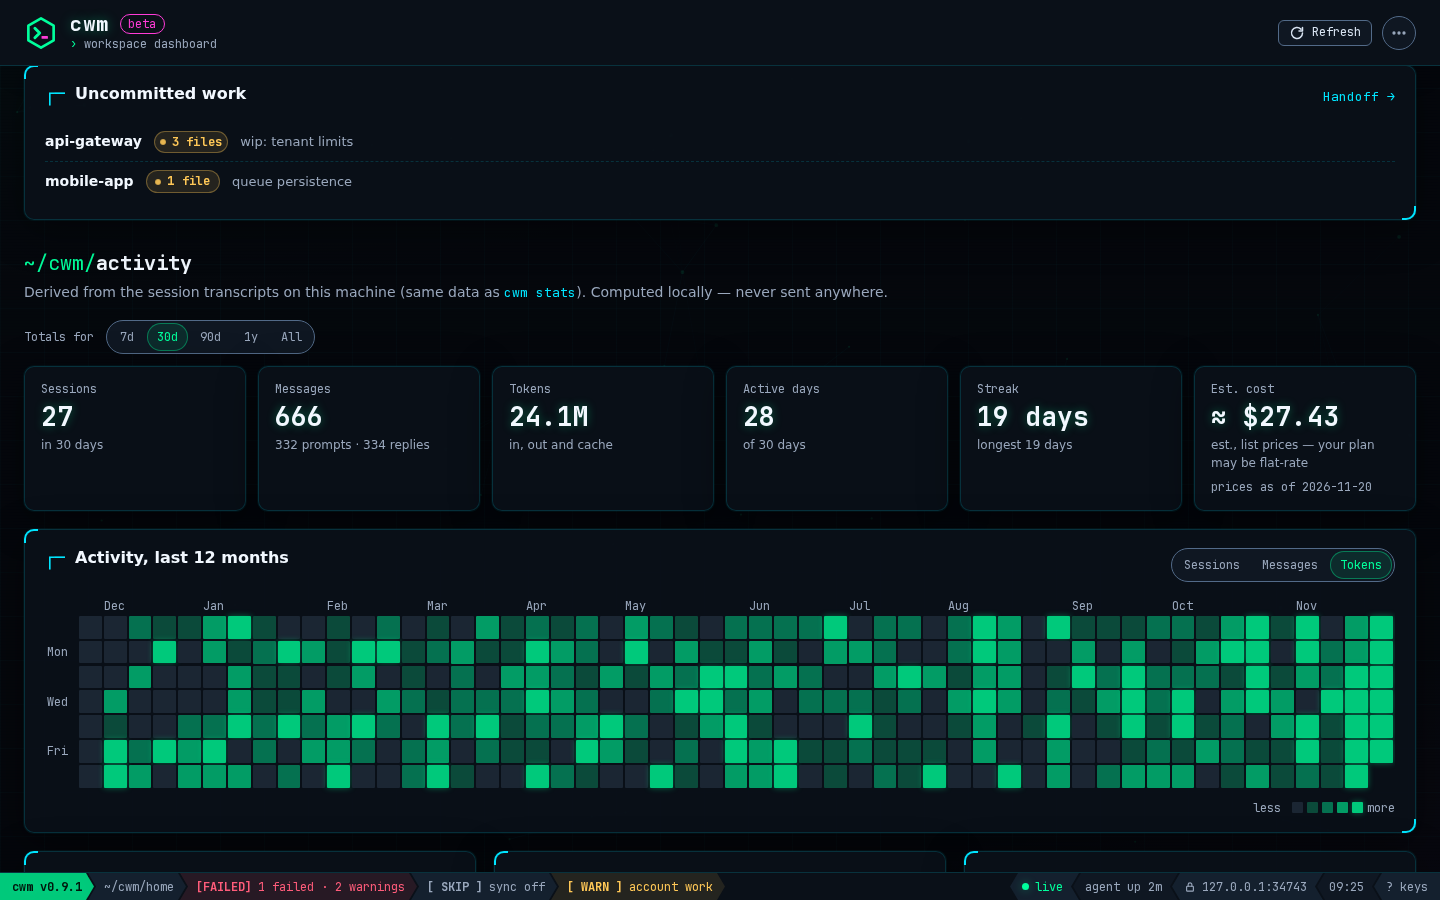 cwm beta
› workspace dashboard
Refresh
Uncommitted work
Handoff →
api-gateway 3 files wip: tenant limits
mobile-app 1 file queue persistence
~/cwm/activity
Derived from the session transcripts on this machine (same data as cwm stats). Computed locally — never sent anywhere.
Totals for 7d 30d 90d 1y All
Sessions
27
in 30 days
Messages
666
332 prompts · 334 replies
Tokens
24.1M
in, out and cache
Active days
28
of 30 days
Streak
19 days
longest 19 days
Est. cost
≈ $27.43
est., list prices — your plan
may be flat-rate
prices as of 2026-11-20
Activity, last 12 months
Sessions Messages Tokens
Dec Jan Feb Mar Apr May Jun Jul Aug Sep Oct Nov
Mon
Wed
Fri
less more
cwm v0.9.1 ~/cwm/home [FAILED] 1 failed · 2 warnings [ SKIP ] sync off [ WARN ] account work live agent up 2m 127.0.0.1:34743 09:25 ? keys